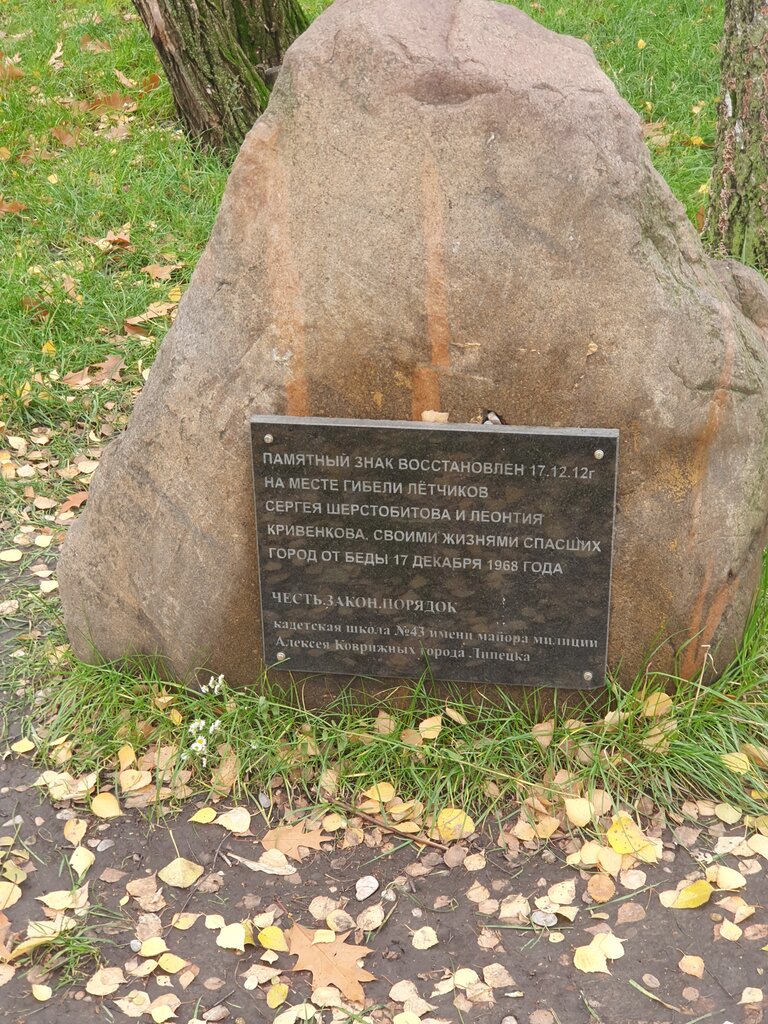 ПАМЯТНЫЙ ЗНАК ВОССТАНОВЛЕН 17.12.12г
НА МЕСТЕ ГИБЕЛИ ЛЁТЧИКОВ
СЕРГЕЯ ШЕРСТОБИТОВА И ЛЕОНТИЯ
КРИВЕНКОВА, СВОИМИ ЖИЗНЯМИ СПАСШИХ
ГОРОД ОТ БЕДЫ 17 ДЕКАБРЯ 1968 ГОДА
ЧЕСТЬ.ЗАКОН.ПОРЯДОК
кадетская школа №43 имени майора милиции
Алексея Коврижных города Липецка